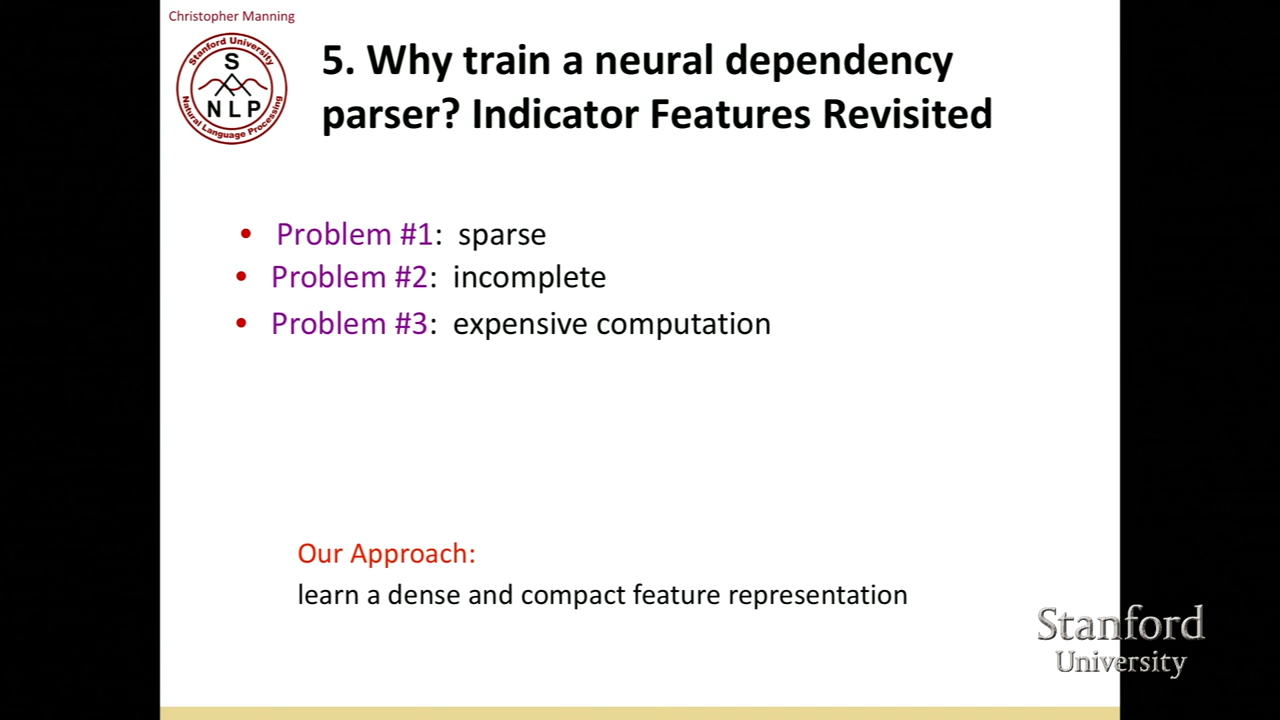 Christopher Manning
Stanford University
S
NLP
Natural Language Processing
5. Why train a neural dependency
parser? Indicator Features Revisited
• Problem #1: sparse
• Problem #2: incomplete
• Problem #3: expensive computation
Our Approach:
learn a dense and compact feature representation
Stanford
University